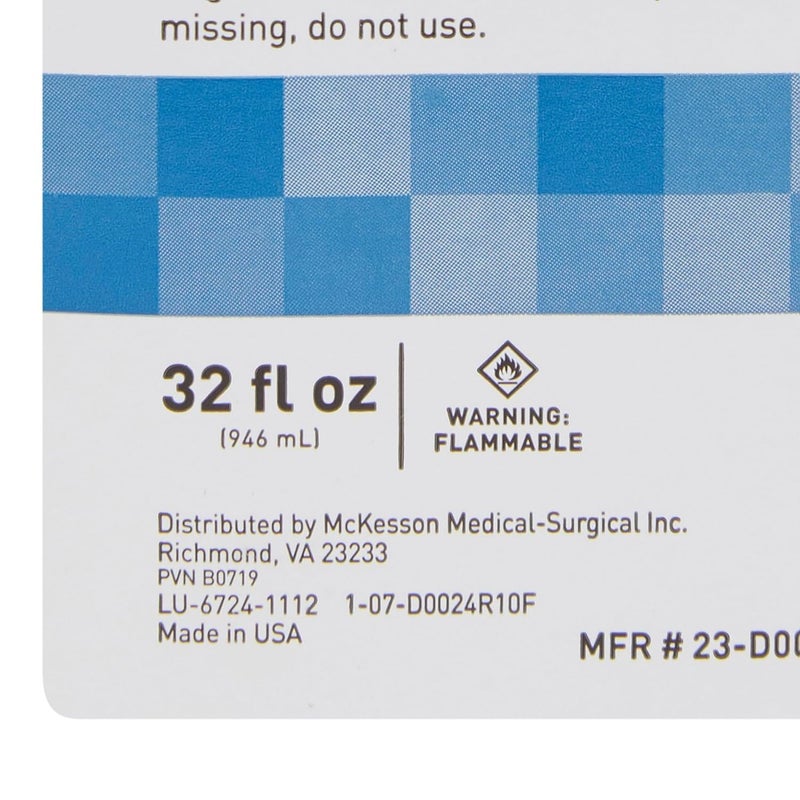 missing, do not use.
32 fl oz
(946 mL)
WARNING:
FLAMMABLE
Distributed by McKesson Medical-Surgical Inc.
Richmond, VA 23233
PVN B0719
LU-6724-1112 1-07-D0024R10F
Made in USA
MFR # 23-D00